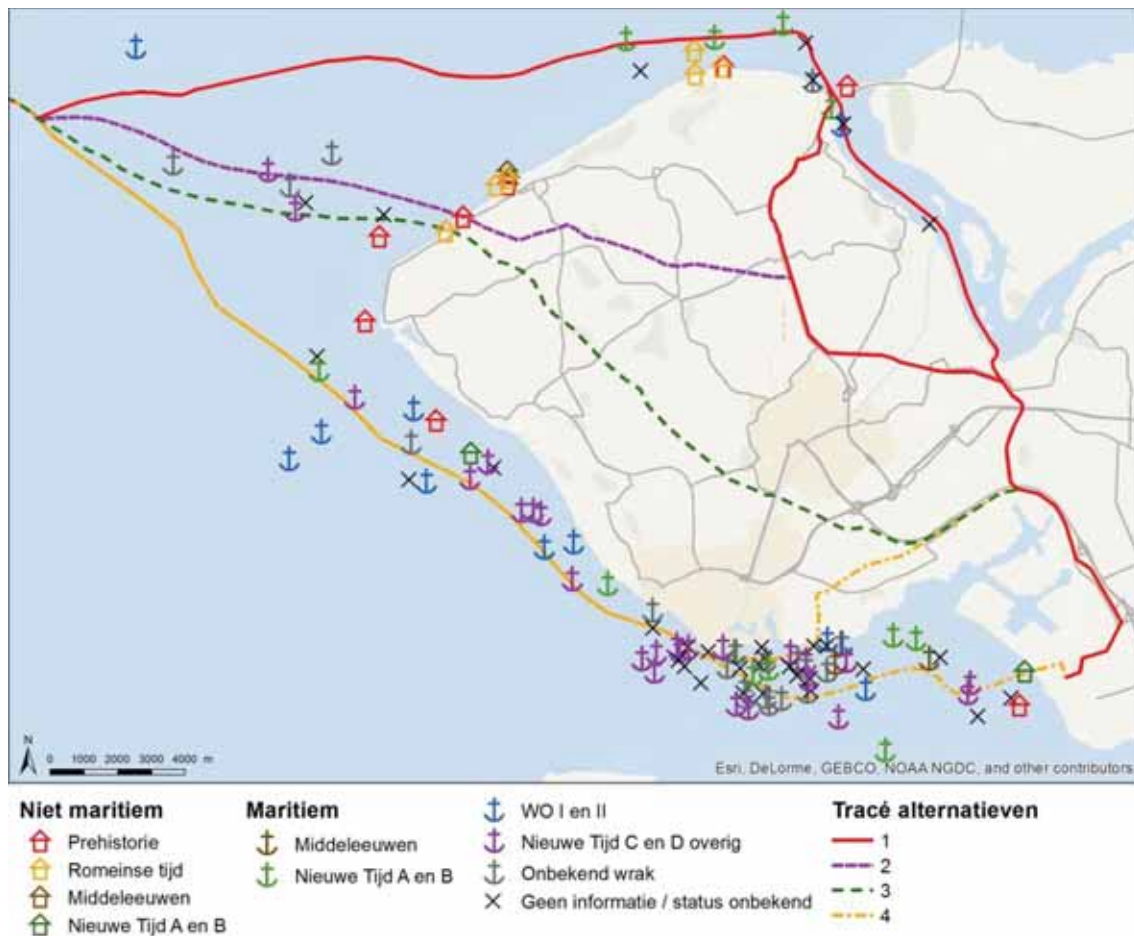 N
0 1000 2000 3000 4000 m
Esri, DeLorme, GEBCO, NOAA NGDC, and other contributors
Niet maritiem
Prehistorie
Romeinse tijd
Middeleeuwen
Nieuwe Tijd A en B
Maritiem
Middeleeuwen
Nieuwe Tijd A en B
WO I en II
Nieuwe Tijd C en D overig
Onbekend wrak
Geen informatie / status onbekend
Tracé alternatieven
1
2
3
4